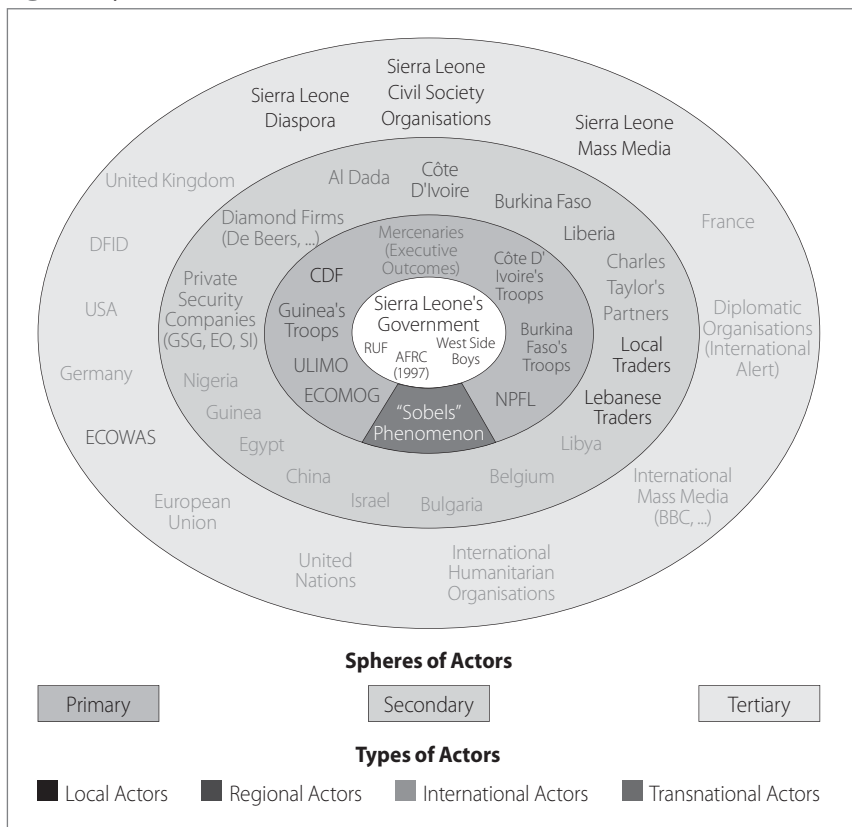 Sierra Leone
Diaspora
Sierra Leone
Civil Society
Organisations
Sierra Leone
Mass Media
United Kingdom
DFID
USA
Germany
ECOWAS
European
Union
United
Nations
International
Humanitarian
Organisations
International
Mass Media
(BBC, ...)
Diplomatic
Organisations
(International
Alert)
France
Al Dada
Côte
D'Ivoire
Burkina Faso
Liberia
Charles
Taylor's
Partners
Local
Traders
Lebanese
Traders
Libya
Belgium
Bulgaria
Israel
China
Egypt
Guinea
Nigeria
Private
Security
Companies
(GSG, EO, SI)
Diamond Firms
(De Beers, ...)
Mercenaries
(Executive
Outcomes)
Côte D'
Ivoire's
Troops
Burkina
Faso's
Troops
NPFL
"Sobels"
Phenomenon
ECOMOG
ULIMO
Guinea's
Troops
CDF
Sierra Leone's
Government
RUF
AFRC
(1997)
West Side
Boys
Spheres of Actors
Primary
Secondary
Tertiary
Types of Actors
Local Actors
Regional Actors
International Actors
Transnational Actors